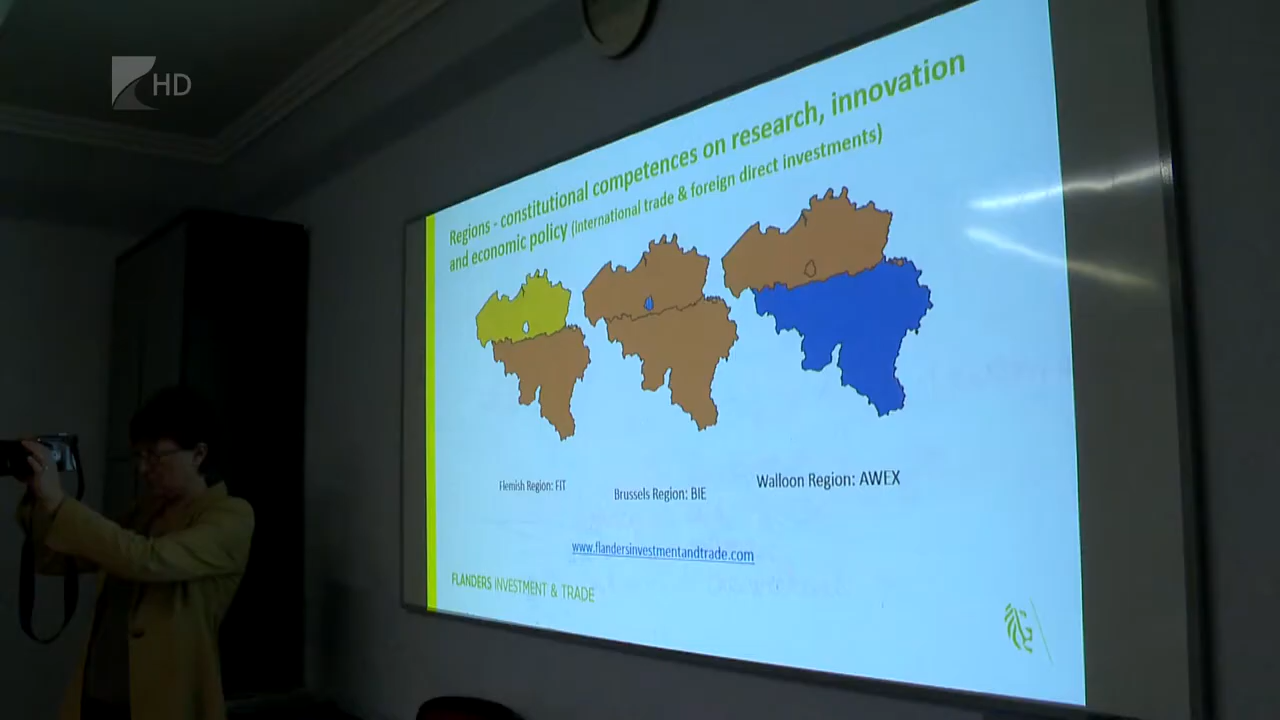 HD
Regions - constitutional competences on research, innovation
and economic policy (international trade & foreign direct investments)
Flemish Region: FIT
Brussels Region: BIE
Walloon Region: AWEX
www.flandersinvestmentandtrade.com
FLANDERS INVESTMENT & TRADE